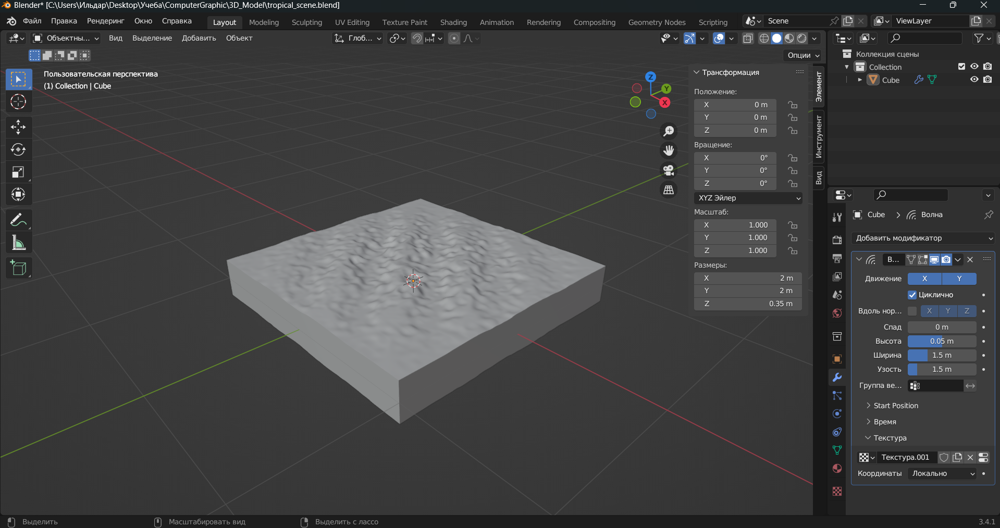 Blender* [C:\Users\Ильдар\Desktop\Учеба\ComputerGraphic\3D_Model\tropical_scene.blend]
Файл Правка Рендеринг Окно Справка Layout Modeling Sculpting UV Editing Texture Paint Shading Animation Rendering Compositing Geometry Nodes Scripting Scene ViewLayer
Объектны... Вид Выделение Добавить Объект Глоб...
Опции
Пользовательская перспектива
(1) Collection | Cube
Z
Y
X
Трансформация
Положение:
X 0 m
Y 0 m
Z 0 m
Вращение:
X 0°
Y 0°
Z 0°
XYZ Эйлер
Масштаб:
X 1.000
Y 1.000
Z 1.000
Размеры:
X 2 m
Y 2 m
Z 0.35 m
Элемент
Инструмент
Вид
Коллекция сцены
Collection
Cube
Cube Волна
Добавить модификатор
В...
Движение X Y
Циклично
Вдоль нор... X Y Z
Спад 0 m
Высота 0.05 m
Ширина 1.5 m
Узость 1.5 m
Группа ве...
Start Position
Время
Текстура
Текстура.001
Координаты Локально
Выделить Масштабировать вид Выделить с лассо 3.4.1